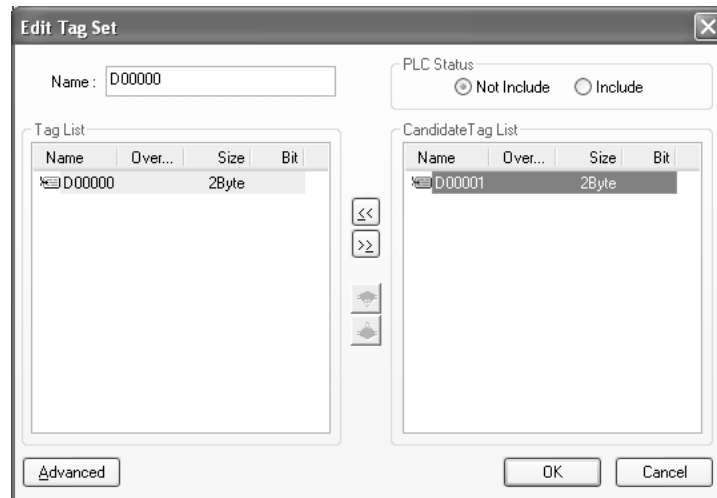 Edit Tag Set
Name : D00000
PLC Status
Not Include Include
Tag List
Name Over... Size Bit
D00000 2Byte
<<
>>
CandidateTag List
Name Over... Size Bit
D00001 2Byte
Advanced
OK Cancel